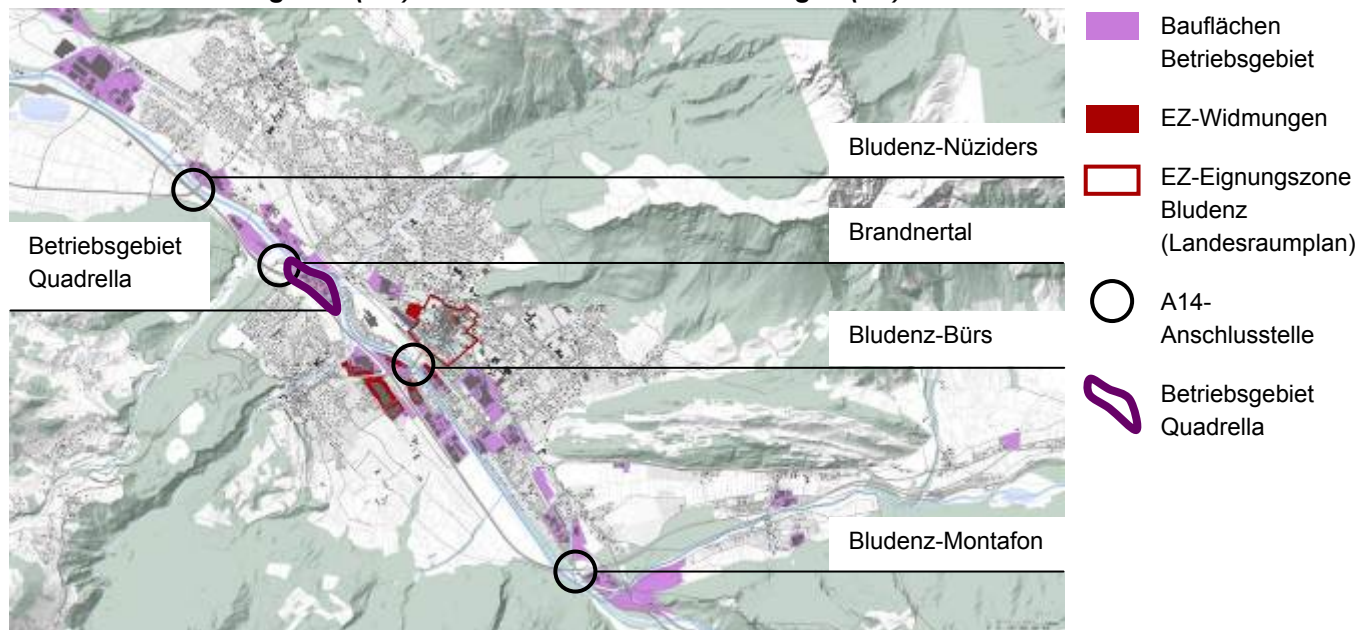 Bludenz-Nüziders
Betriebsgebiet
Quadrella
Brandnertal
Bludenz-Bürs
Bludenz-Montafon
Bauflächen
Betriebsgebiet
EZ-Widmungen
EZ-Eignungszone
Bludenz
(Landesraumplan)
A14-
Anschlusstelle
Betriebsgebiet
Quadrella